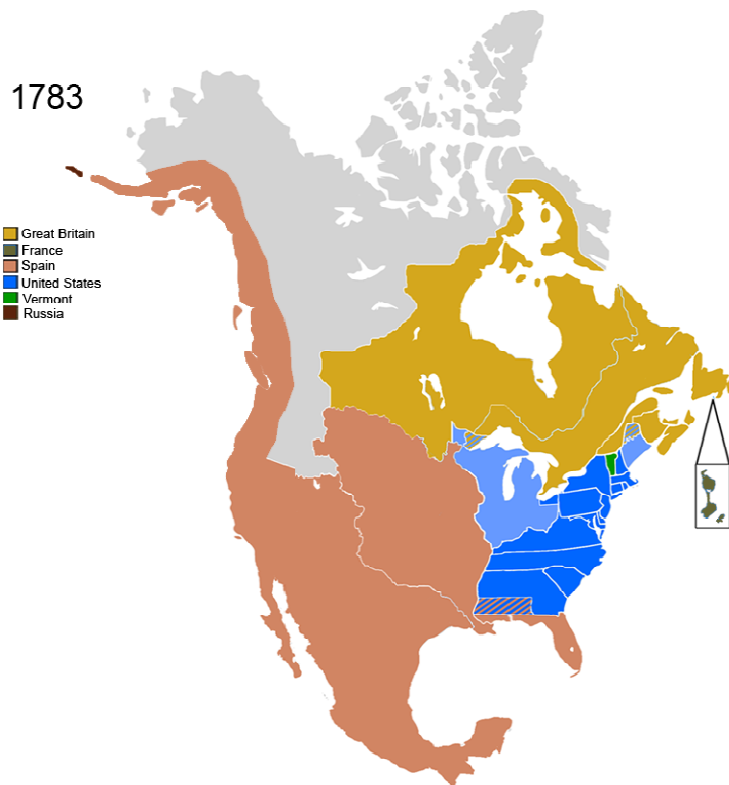 1783
Great Britain
France
Spain
United States
Vermont
Russia